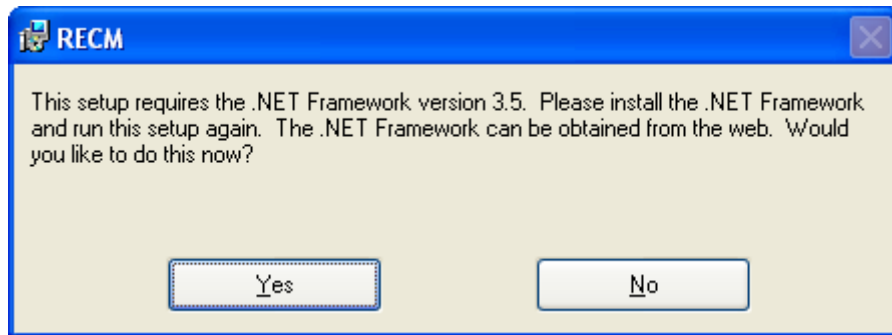 RECM
This setup requires the .NET Framework version 3.5.  Please install the .NET Framework
and run this setup again.  The .NET Framework can be obtained from the web.  Would
you like to do this now?
Yes
No